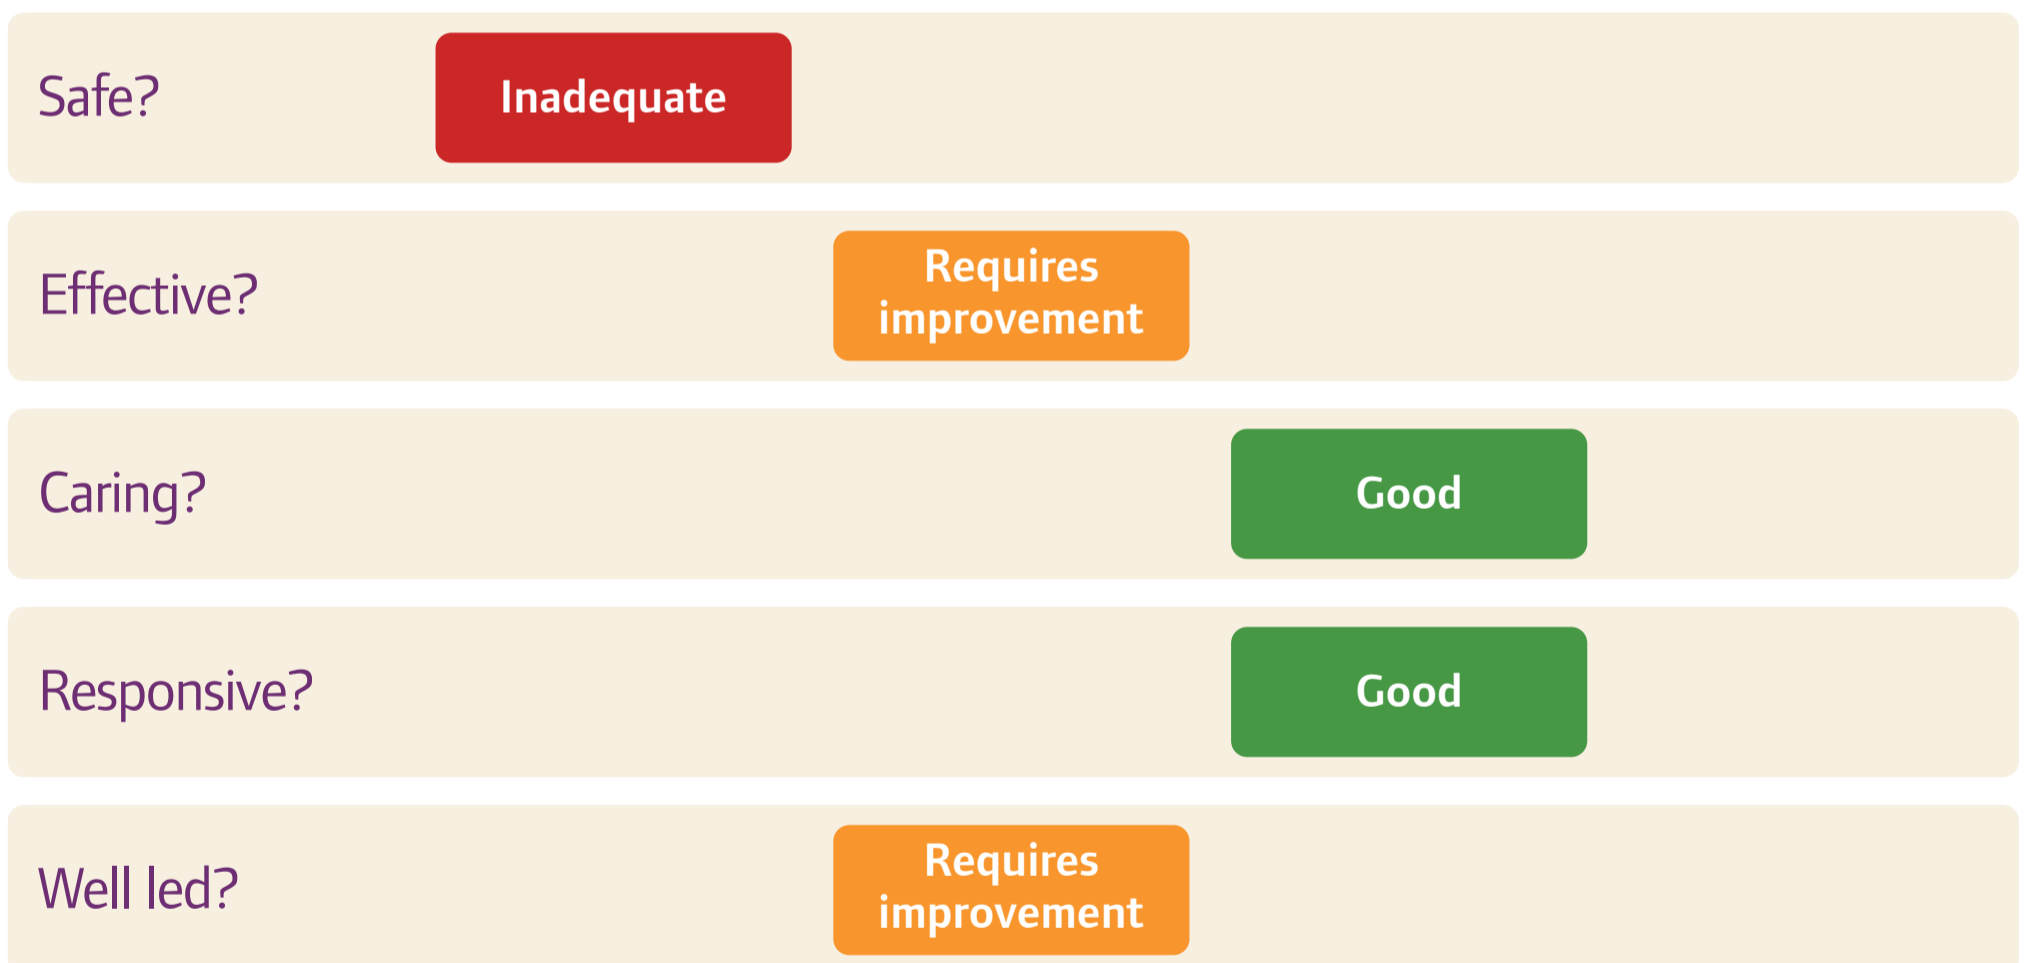 Safe?
Inadequate
Effective?
Requires
improvement
Caring?
Good
Responsive?
Good
Well led?
Requires
improvement